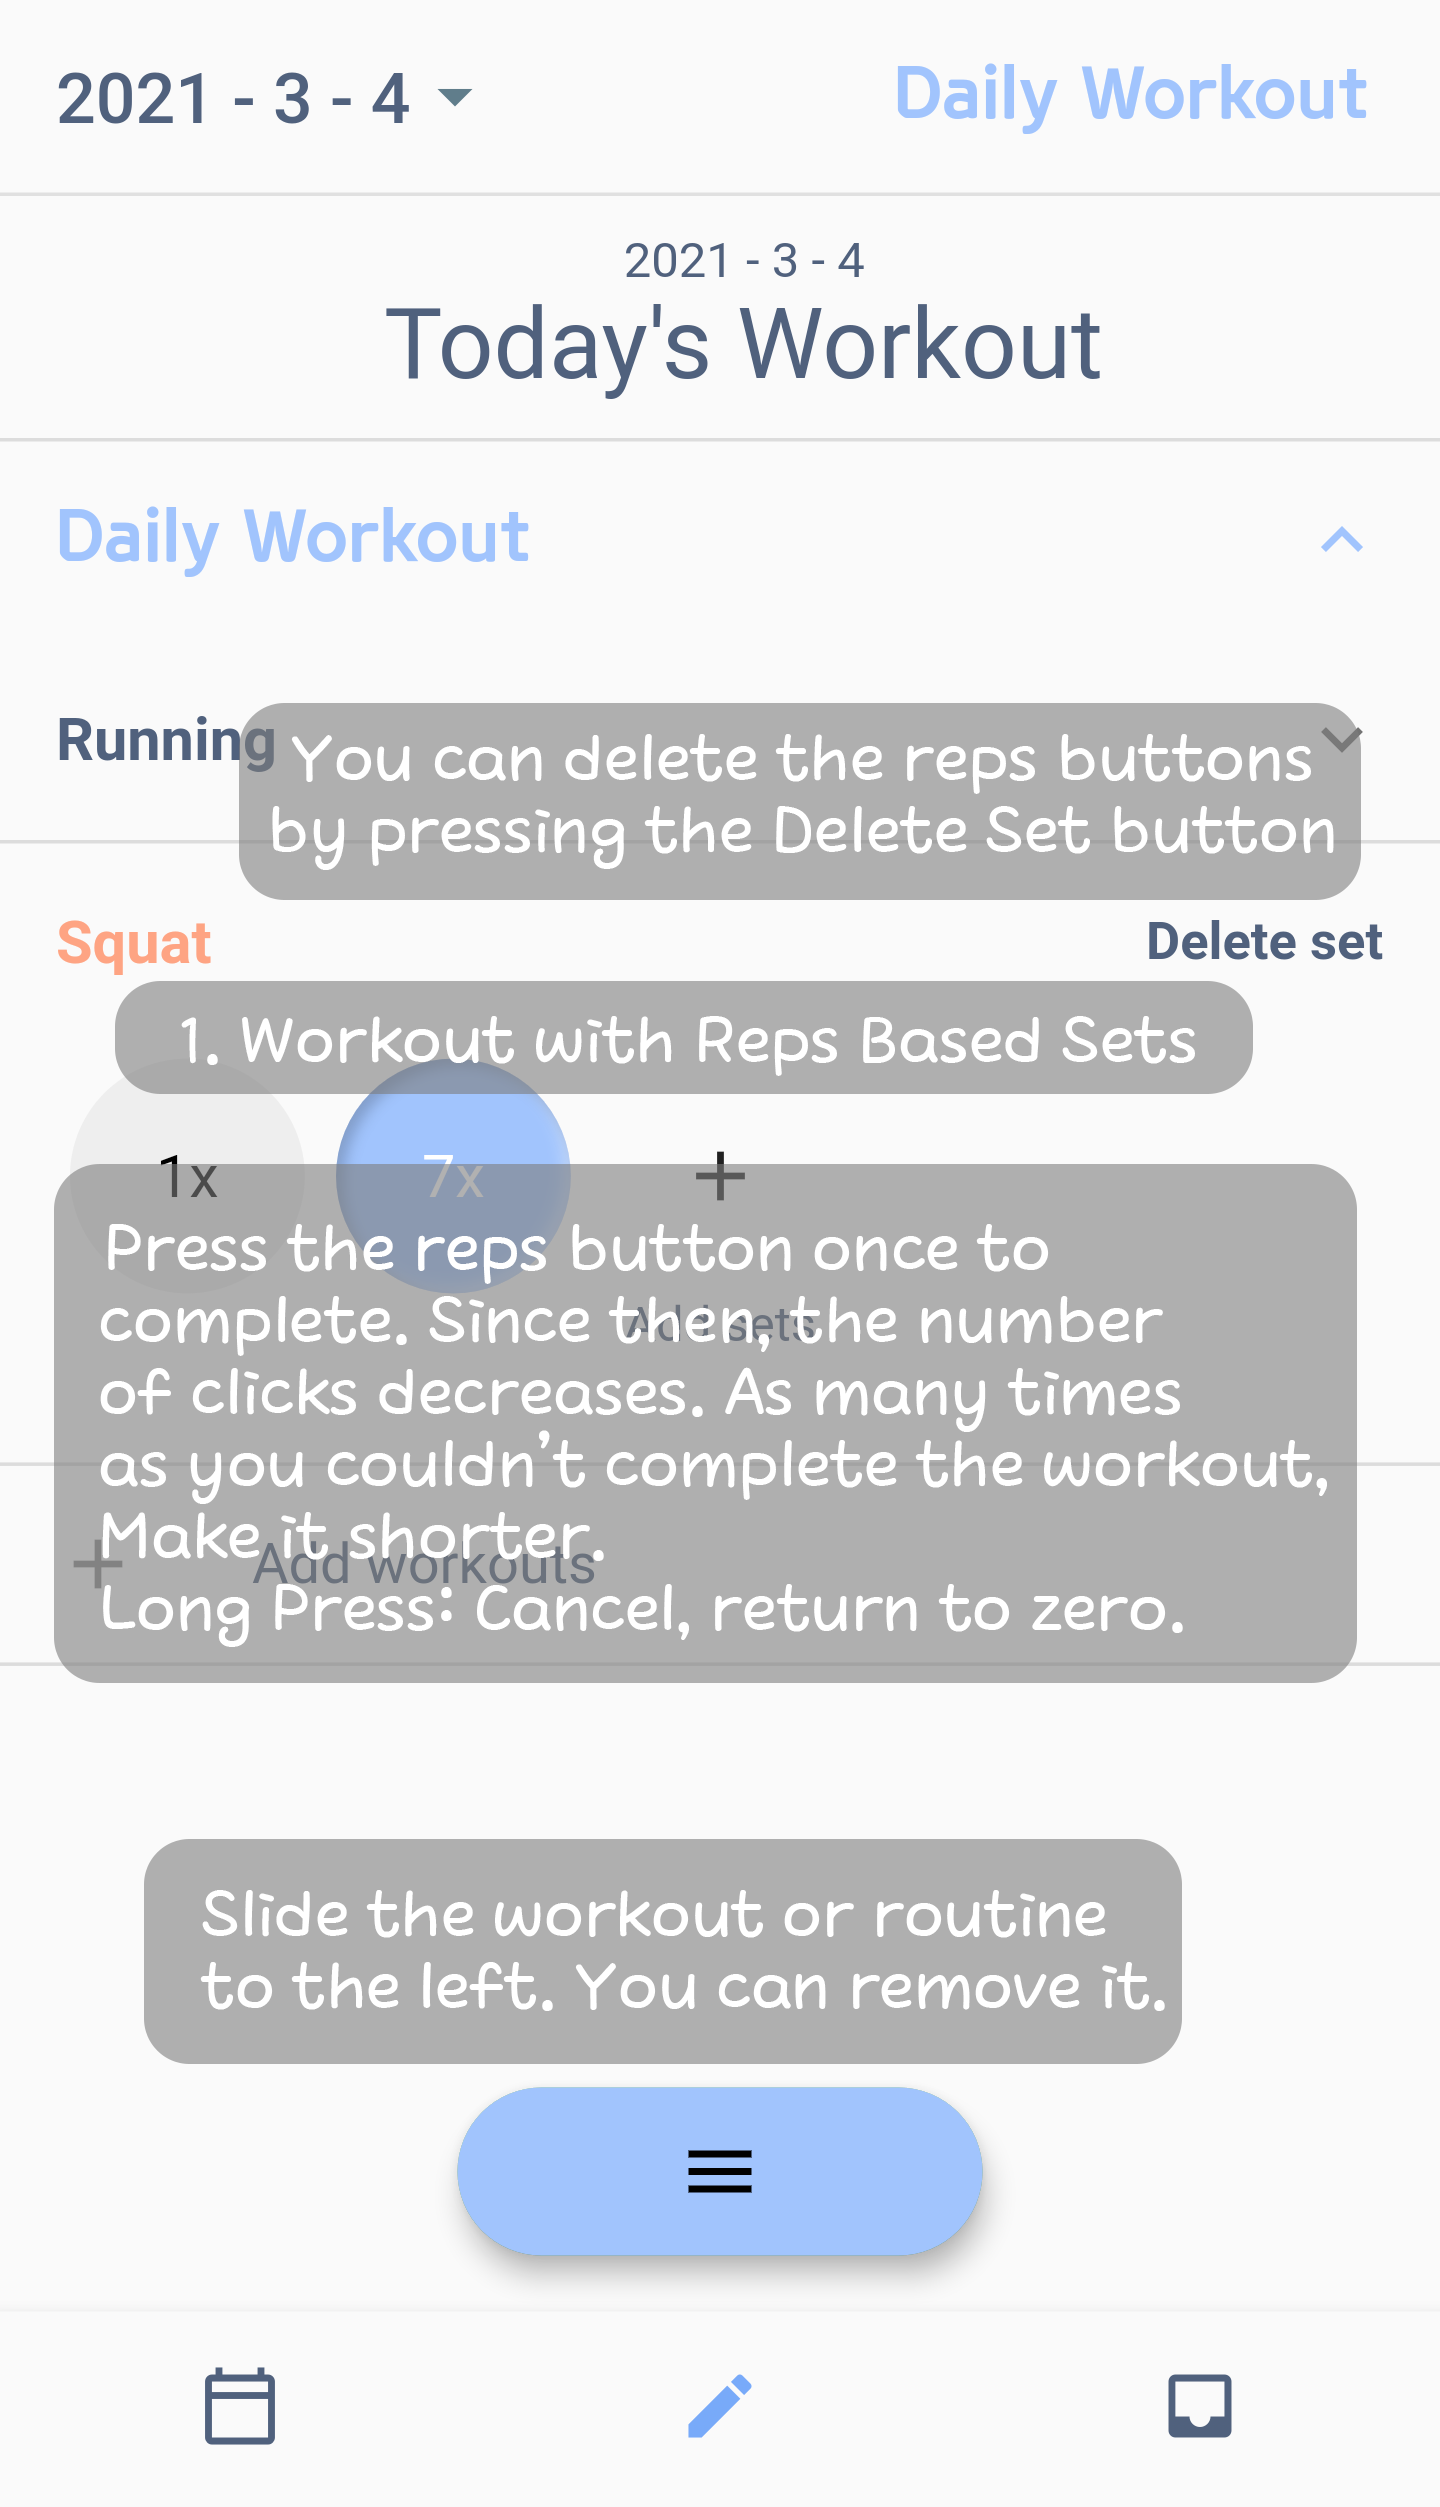 2021 - 3 - 4
Daily Workout
2021 - 3 - 4
Today's Workout
Daily Workout
Running
You can delete the reps buttons
by pressing the Delete Set button
Squat
Delete set
1. Workout with Reps Based Sets
1x
7x
Press the reps button once to
complete. Since then, the number
Add sets
of clicks decreases. As many times
as you couldn't complete the workout,
Make it shorter.
Add workouts
Long Press: Cancel, return to zero.
Slide the workout or routine
to the left. You can remove it.